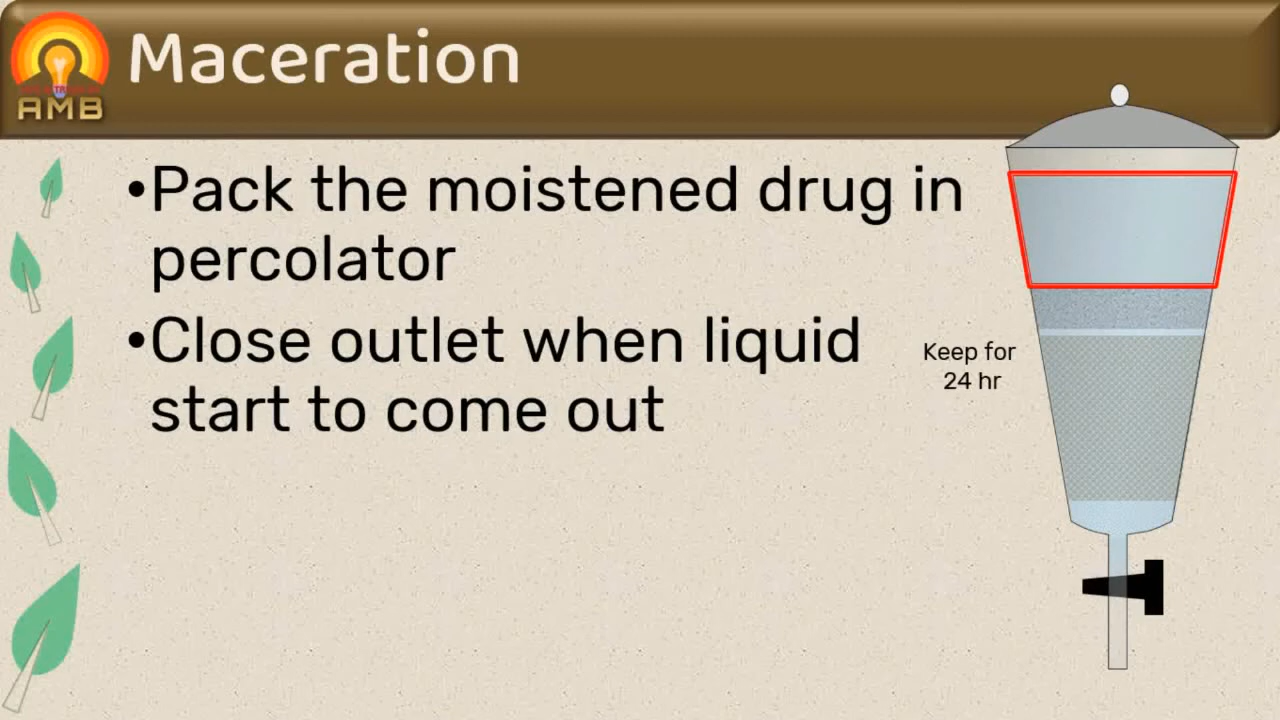 Maceration
AMB
•Pack the moistened drug in
percolator
•Close outlet when liquid
start to come out
Keep for
24 hr